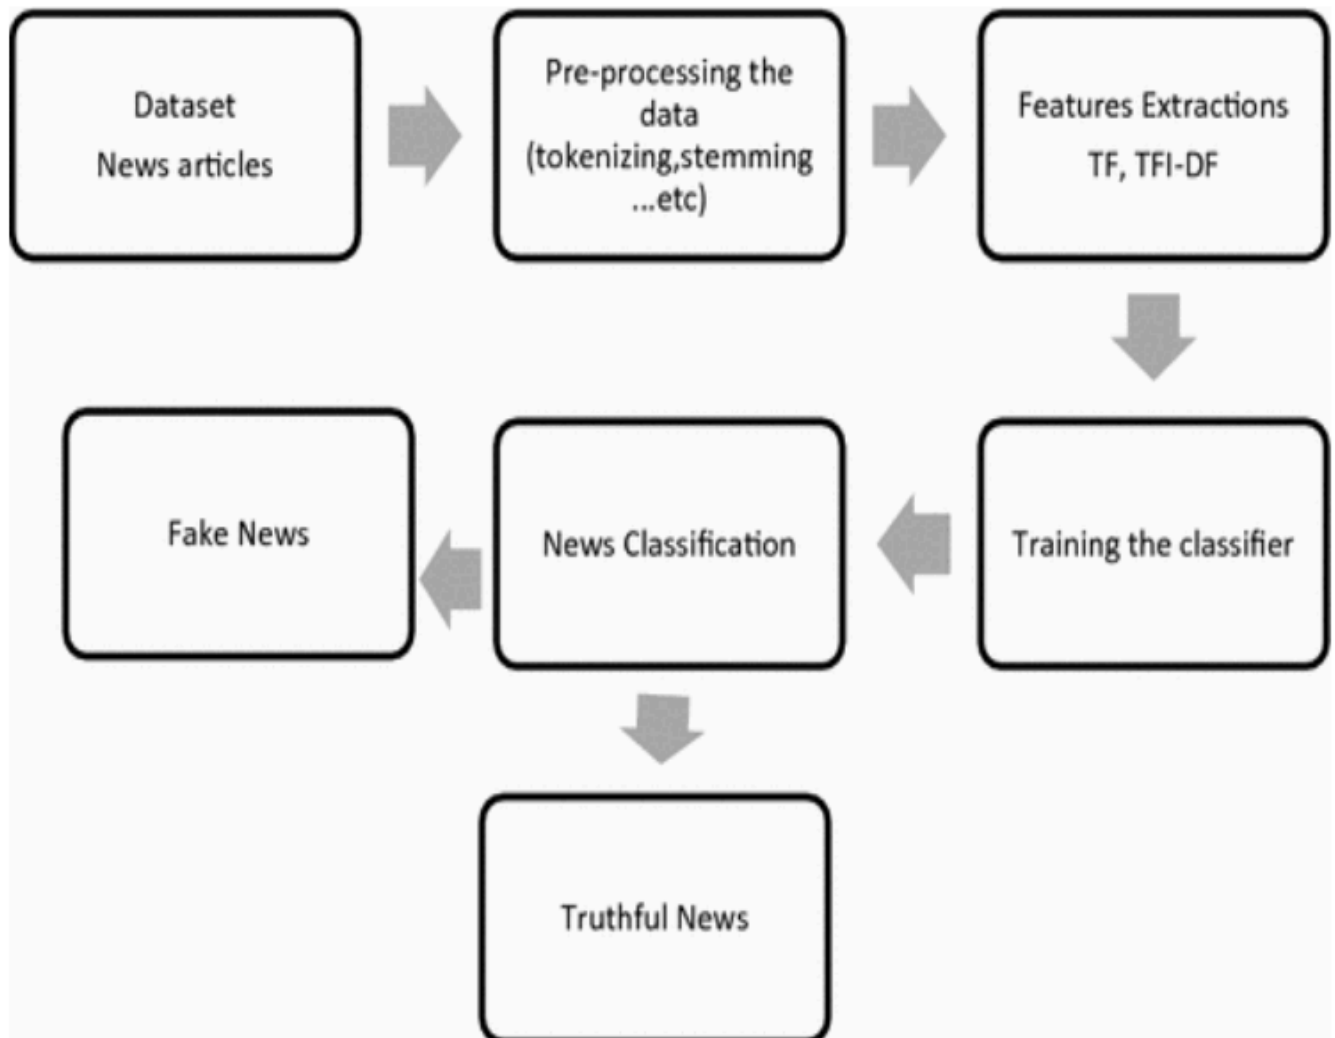 Dataset
News articles
Pre-processing the
data
(tokenizing,stemming
...etc)
Features Extractions
TF, TFI-DF
Fake News
News Classification
Training the classifier
Truthful News